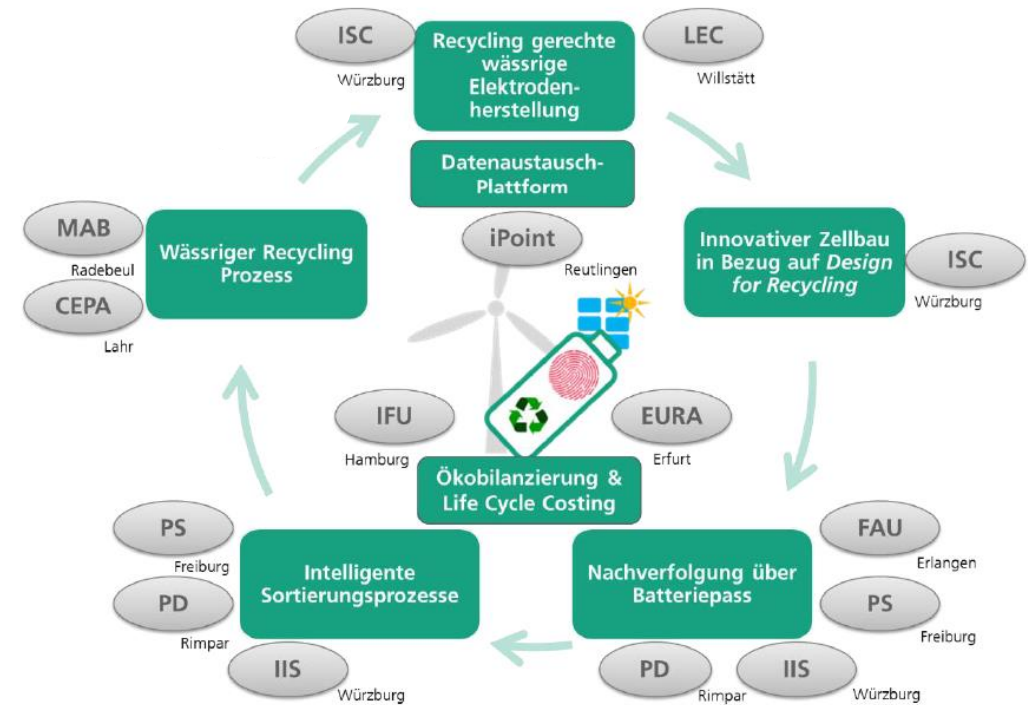 ISC
Würzburg
Recycling gerechte
wässrige
Elektroden-
herstellung
LEC
Willstätt
Datenaustausch-
Plattform
iPoint
Reutlingen
MAB
Radebeul
CEPA
Lahr
Wässriger Recycling
Prozess
Innovativer Zellbau
in Bezug auf Design
for Recycling
ISC
Würzburg
IFU
Hamburg
EURA
Erfurt
Ökobilanzierung &
Life Cycle Costing
PS
Freiburg
PD
Rimpar
IIS
Würzburg
Intelligente
Sortierungsprozesse
Nachverfolgung über
Batteriepass
FAU
Erlangen
PS
Freiburg
PD
Rimpar
IIS
Würzburg